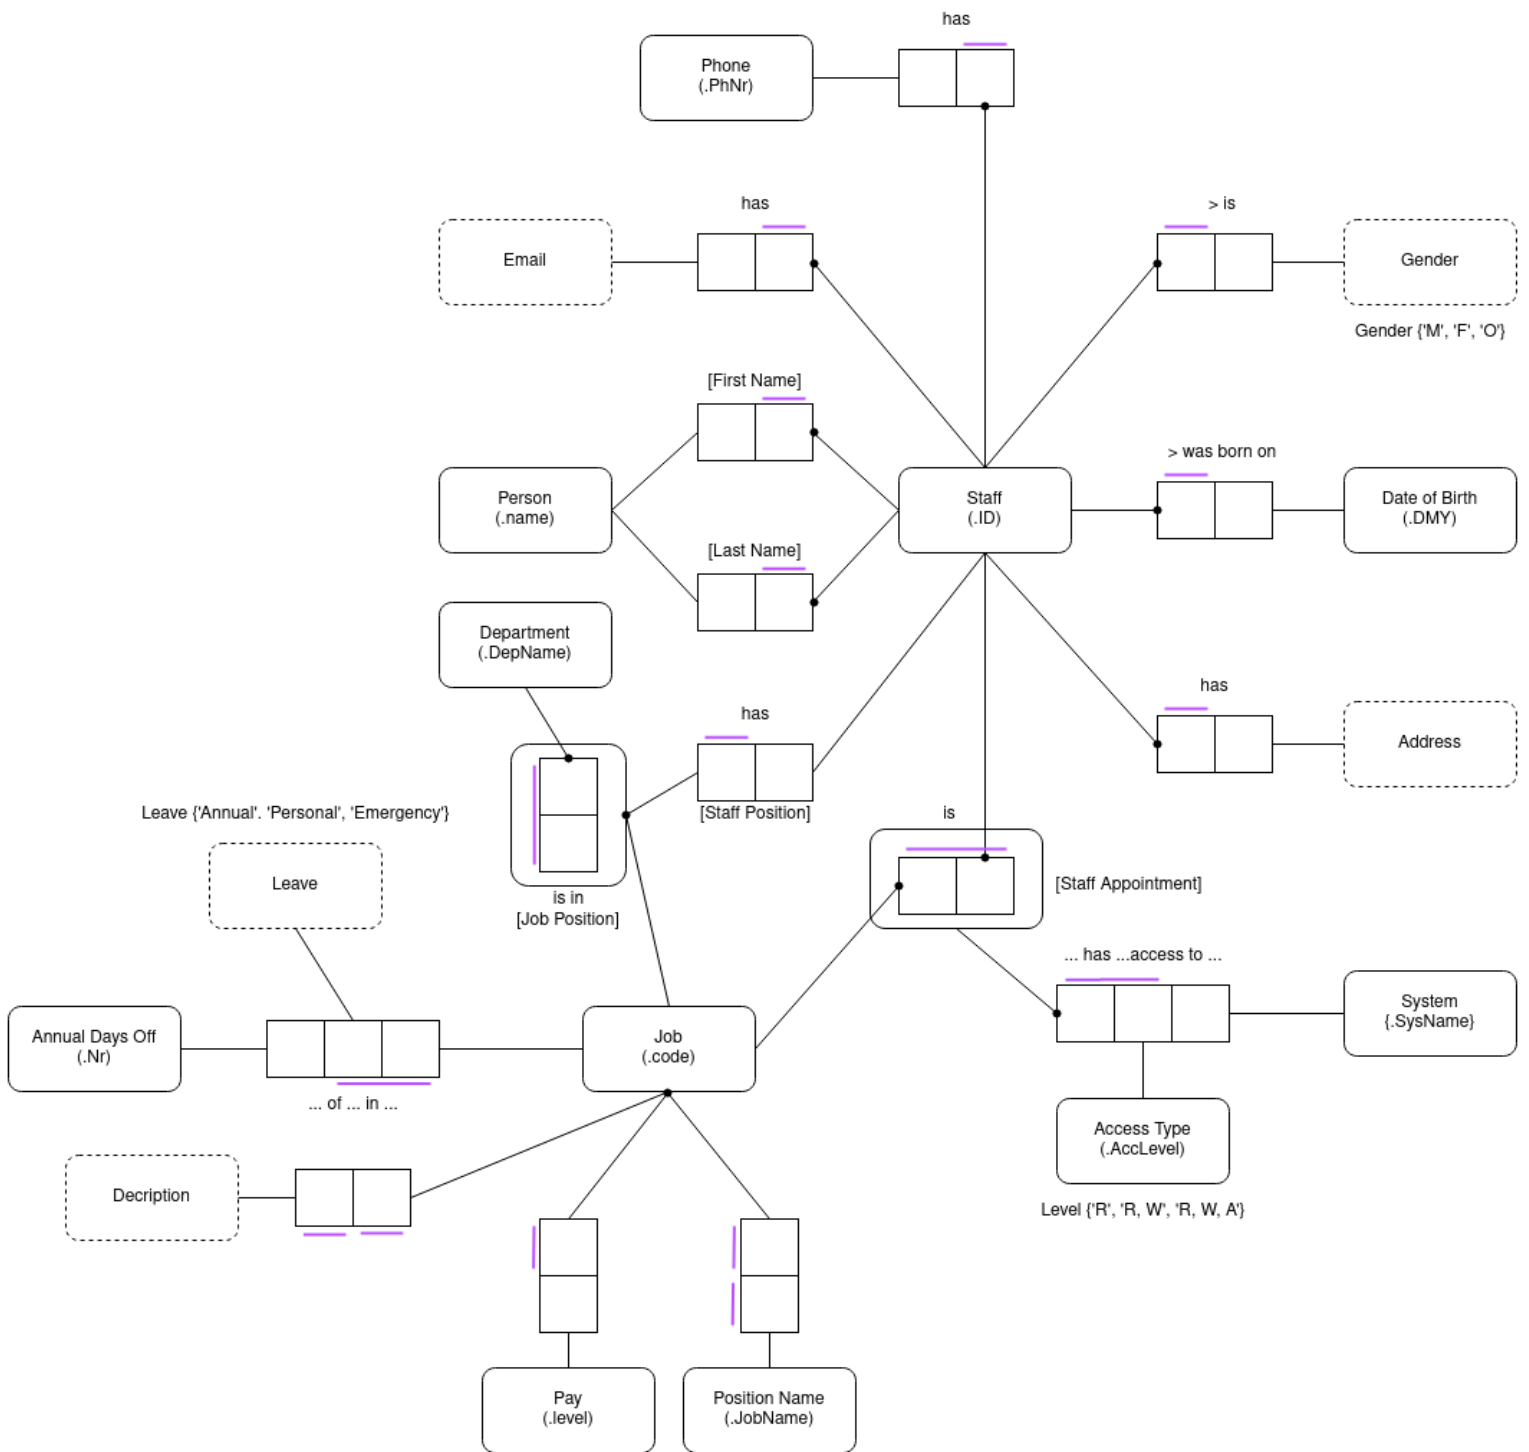 has
Phone
(.PhNr)
has
> is
Email
Gender
Gender {'M', 'F', 'O'}
[First Name]
> was born on
Person
(.name)
Staff
(.ID)
Date of Birth
(.DMY)
[Last Name]
Department
(.DepName)
has
has
Address
Leave {'Annual'. 'Personal', 'Emergency'}
[Staff Position]
is
Leave
[Staff Appointment]
is in
[Job Position]
... has ...access to ...
System
{.SysName}
Annual Days Off
(.Nr)
Job
(.code)
... of ... in ...
Access Type
(.AccLevel)
Decription
Level {'R', 'R, W', 'R, W, A'}
Pay
(.level)
Position Name
(.JobName)